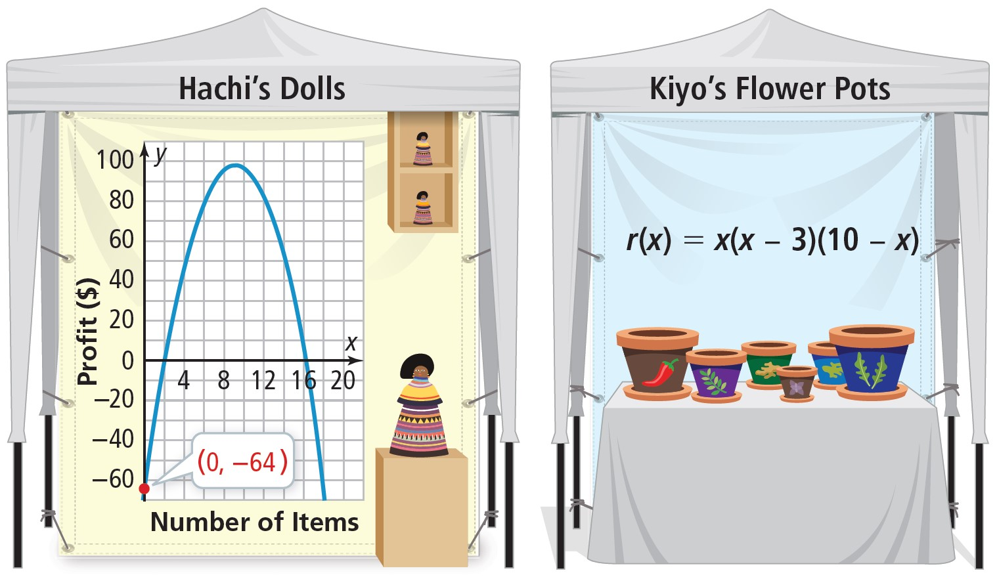 Hachi's Dolls
Kiyo's Flower Pots
y
100
80
60
40
20
0
−20
−40
−60
Profit ($)
x
4 8 12 16 20
(0, −64)
Number of Items
r(x) = x(x − 3)(10 − x)